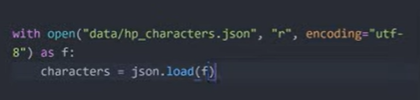 with open("data/hp_characters.json", "r", encoding="utf-
8") as f:
    characters = json.load(f)